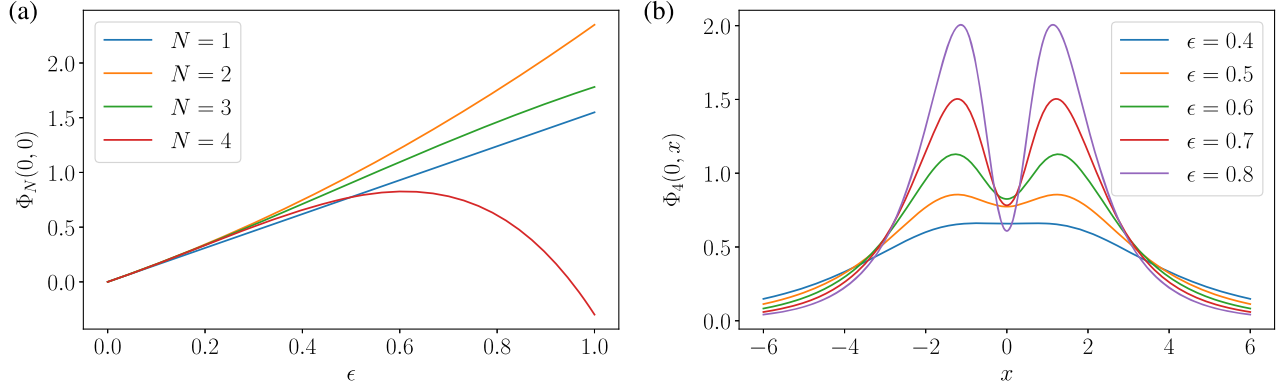 (a)
Φ_N(0, 0)
2.0
1.5
1.0
0.5
0.0
N = 1
N = 2
N = 3
N = 4
0.0 0.2 0.4 0.6 0.8 1.0
ϵ
(b)
Φ_4(0, x)
2.0
1.5
1.0
0.5
0.0
ϵ = 0.4
ϵ = 0.5
ϵ = 0.6
ϵ = 0.7
ϵ = 0.8
−6 −4 −2 0 2 4 6
x